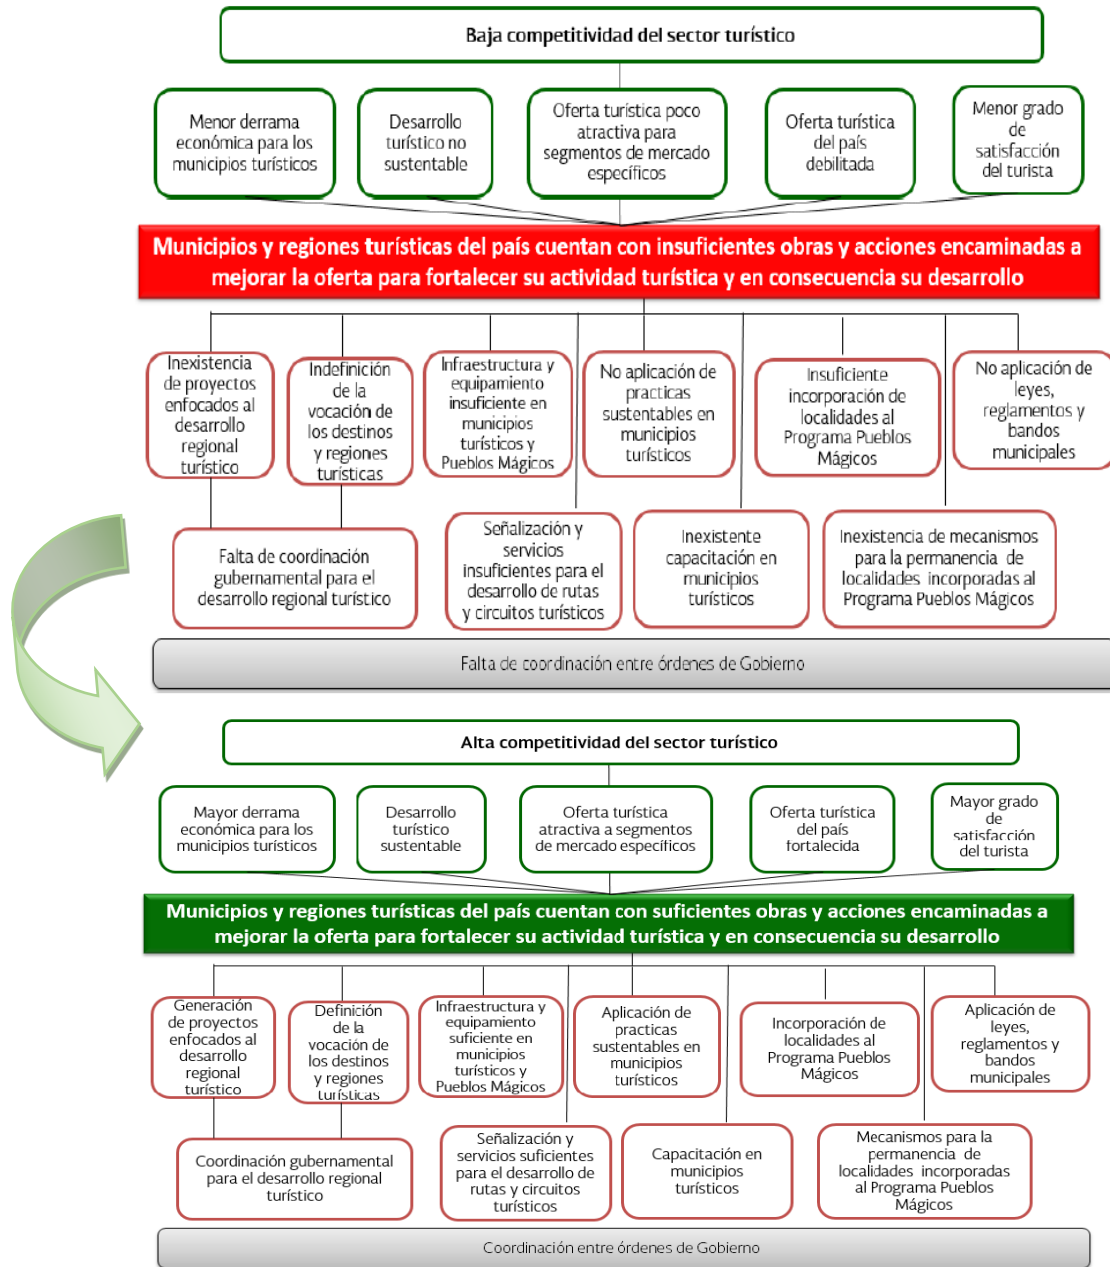 Baja competitividad del sector turístico
Menor derrama
económica para los
municipios turísticos
Desarrollo
turístico no
sustentable
Oferta turística poco
atractiva para
segmentos de mercado
específicos
Oferta turística
del país
debilitada
Menor grado
de
satisfacción
del turista
Municipios y regiones turísticas del país cuentan con insuficientes obras y acciones encaminadas a
mejorar la oferta para fortalecer su actividad turística y en consecuencia su desarrollo
Inexistencia
de proyectos
enfocados al
desarrollo
regional
turístico
Indefinición
de la
vocación de
los destinos
y regiones
turísticas
Infraestructura y
equipamiento
insuficiente en
municipios
turísticos y
Pueblos Mágicos
No aplicación de
practicas
sustentables en
municipios
turísticos
Insuficiente
incorporación de
localidades al
Programa Pueblos
Mágicos
No aplicación de
leyes,
reglamentos y
bandos
municipales
Falta de coordinación
gubernamental para el
desarrollo regional turístico
Señalización y
servicios
insuficientes para el
desarrollo de rutas
y circuitos turísticos
Inexistente
capacitación en
municipios
turísticos
Inexistencia de mecanismos
para la permanencia de
localidades incorporadas al
Programa Pueblos Mágicos
Falta de coordinación entre órdenes de Gobierno
Alta competitividad del sector turístico
Mayor derrama
económica para los
municipios turísticos
Desarrollo
turístico
sustentable
Oferta turística
atractiva a segmentos
de mercado específicos
Oferta turística
del país
fortalecida
Mayor grado
de
satisfacción
del turista
Municipios y regiones turísticas del país cuentan con suficientes obras y acciones encaminadas a
mejorar la oferta para fortalecer su actividad turística y en consecuencia su desarrollo
Generación
de proyectos
enfocados al
desarrollo
regional
turístico
Definición
de la
vocación de
los destinos
y regiones
turísticas
Infraestructura y
equipamiento
suficiente en
municipios
turísticos y
Pueblos Mágicos
Aplicación de
practicas
sustentables en
municipios
turísticos
Incorporación de
localidades al
Programa Pueblos
Mágicos
Aplicación de
leyes,
reglamentos y
bandos
municipales
Coordinación gubernamental
para el desarrollo regional
turístico
Señalización y
servicios suficientes
para el desarrollo de
rutas y circuitos
turísticos
Capacitación en
municipios
turísticos
Mecanismos para la
permanencia de
localidades incorporadas
al Programa Pueblos
Mágicos
Coordinación entre órdenes de Gobierno